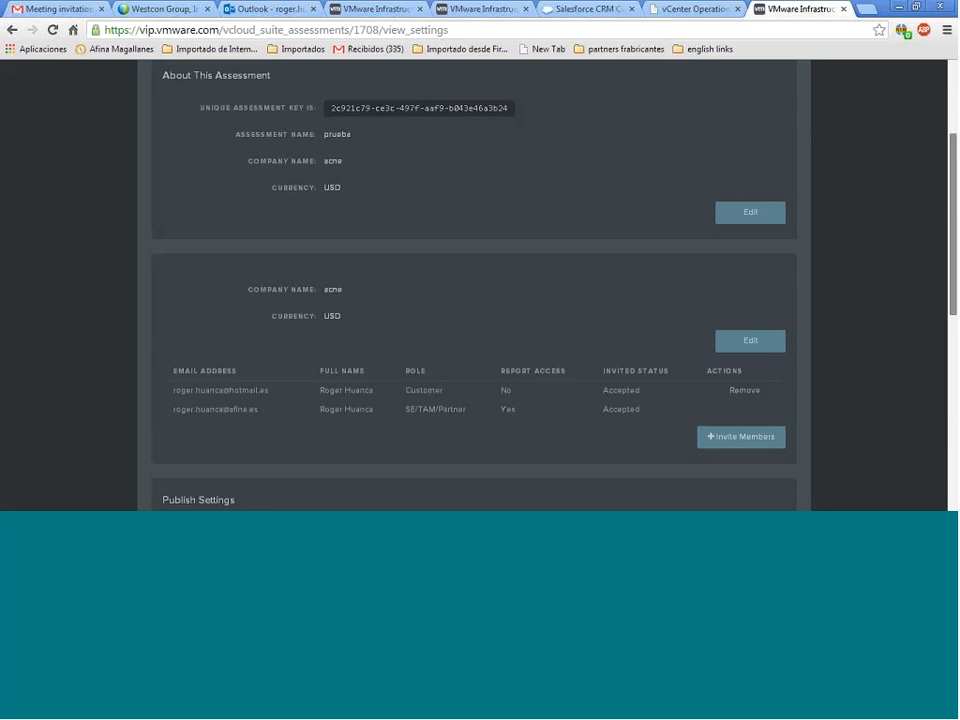 Meeting invitation
Westcon Group, I
Outlook - roger.h
VMware Infrastruc
VMware Infrastruc
Salesforce CRM C
vCenter Operation
VMware Infrastruc
https://vip.vmware.com/vcloud_suite_assessments/1708/view_settings
Aplicaciones
Afina Magallanes
Importado de Intern...
Importados
Recibidos (335)
Importado desde Fir...
New Tab
partners frabricantes
english links
About This Assessment
UNIQUE ASSESSMENT KEY IS: 2c921c79-ce3c-497f-aaf9-b043e46a3b24
ASSESSMENT NAME: prueba
COMPANY NAME: acne
CURRENCY: USD
Edit
COMPANY NAME: acne
CURRENCY: USD
Edit
EMAIL ADDRESS FULL NAME ROLE REPORT ACCESS INVITED STATUS ACTIONS
roger.huanca@hotmail.es Roger Huanca Customer No Accepted Remove
roger.huanca@afina.es Roger Huanca SE/TAM/Partner Yes Accepted
+ Invite Members
Publish Settings